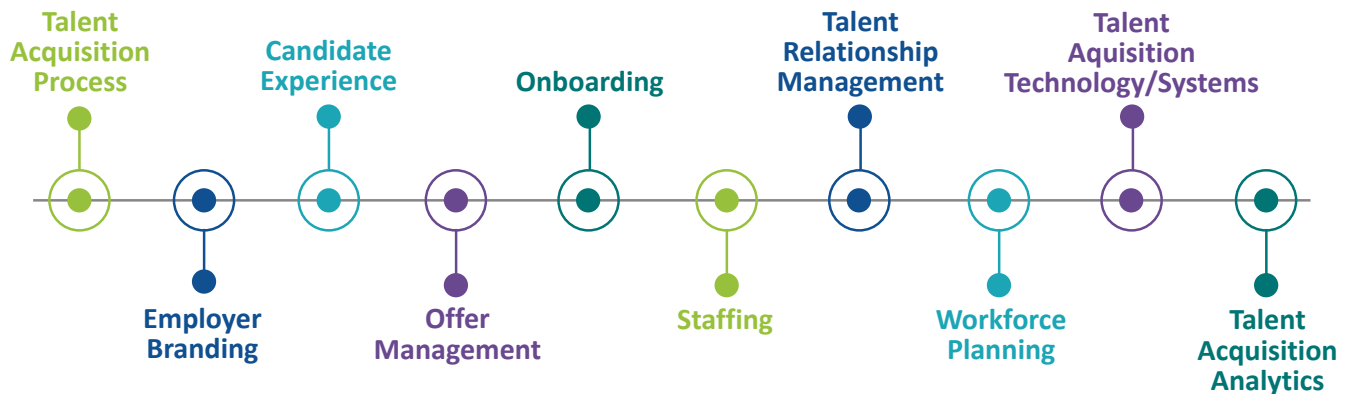 Talent
Acquisition
Process
Employer
Branding
Candidate
Experience
Offer
Management
Onboarding
Staffing
Talent
Relationship
Management
Workforce
Planning
Talent
Aquisition
Technology/Systems
Talent
Acquisition
Analytics